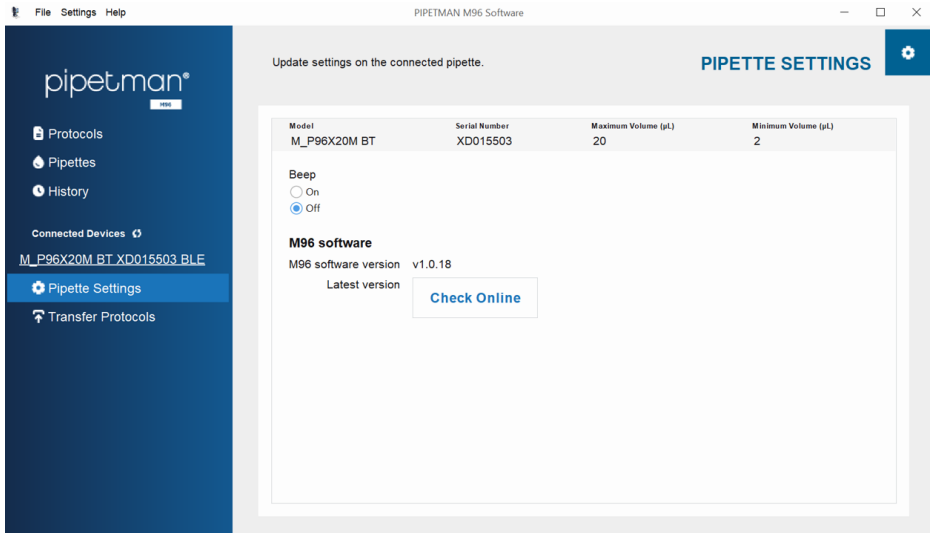 File Settings Help
PIPETMAN M96 Software
pipetman®
M96
Protocols
Pipettes
History
Connected Devices
M_P96X20M BT XD015503 BLE
Pipette Settings
Transfer Protocols
Update settings on the connected pipette.
PIPETTE SETTINGS
Model Serial Number Maximum Volume (µL) Minimum Volume (µL)
M_P96X20M BT XD015503 20 2
Beep
On
Off
M96 software
M96 software version v1.0.18
Latest version Check Online